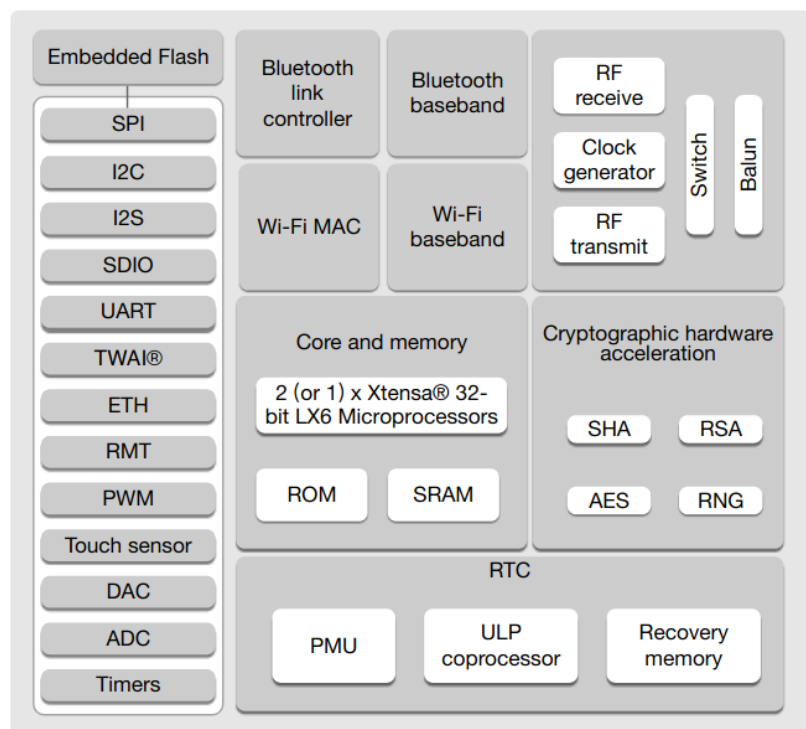 Embedded Flash
SPI
I2C
I2S
SDIO
UART
TWAI®
ETH
RMT
PWM
Touch sensor
DAC
ADC
Timers
Bluetooth
link
controller
Bluetooth
baseband
Wi-Fi MAC
Wi-Fi
baseband
RF
receive
Clock
generator
RF
transmit
Switch
Balun
Core and memory
2 (or 1) x Xtensa® 32-
bit LX6 Microprocessors
ROM
SRAM
Cryptographic hardware
acceleration
SHA
RSA
AES
RNG
RTC
PMU
ULP
coprocessor
Recovery
memory